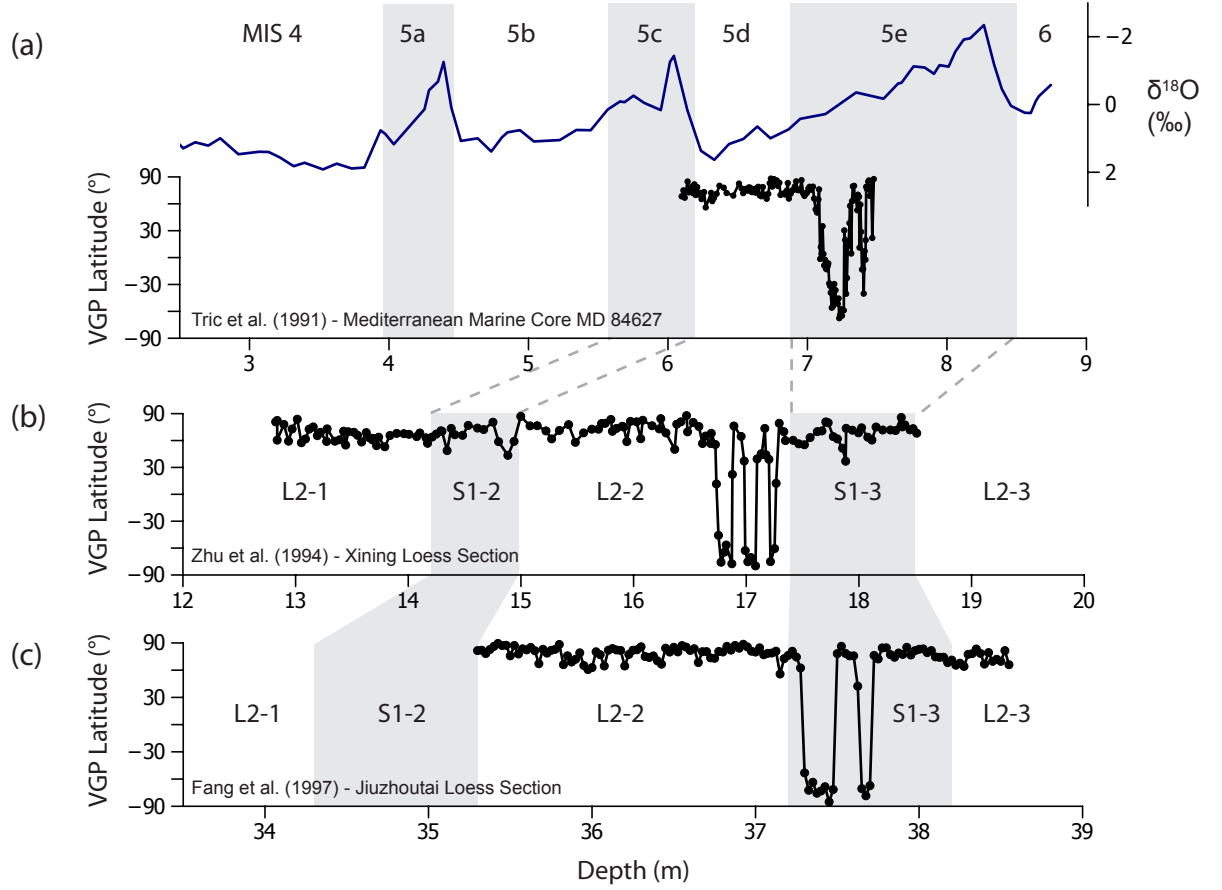 (a)
MIS 4 5a 5b 5c 5d 5e 6
−2
0
2
δ18O
(‰)
VGP Latitude (°)
90
30
−30
−90
Tric et al. (1991) - Mediterranean Marine Core MD 84627
3 4 5 6 7 8 9
(b)
VGP Latitude (°)
90
30
−30
−90
L2-1 S1-2 L2-2 S1-3 L2-3
Zhu et al. (1994) - Xining Loess Section
12 13 14 15 16 17 18 19 20
(c)
VGP Latitude (°)
90
30
−30
−90
L2-1 S1-2 L2-2 S1-3 L2-3
Fang et al. (1997) - Jiuzhoutai Loess Section
34 35 36 37 38 39
Depth (m)